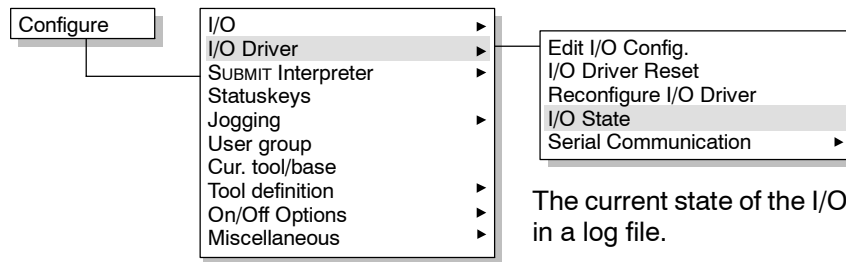 Configure
I/O ►
I/O Driver ►
SUBMIT Interpreter ►
Statuskeys
Jogging ►
User group
Cur. tool/base
Tool definition ►
On/Off Options ►
Miscellaneous ►
Edit I/O Config.
I/O Driver Reset
Reconfigure I/O Driver
I/O State
Serial Communication ►
The current state of the I/O
in a log file.